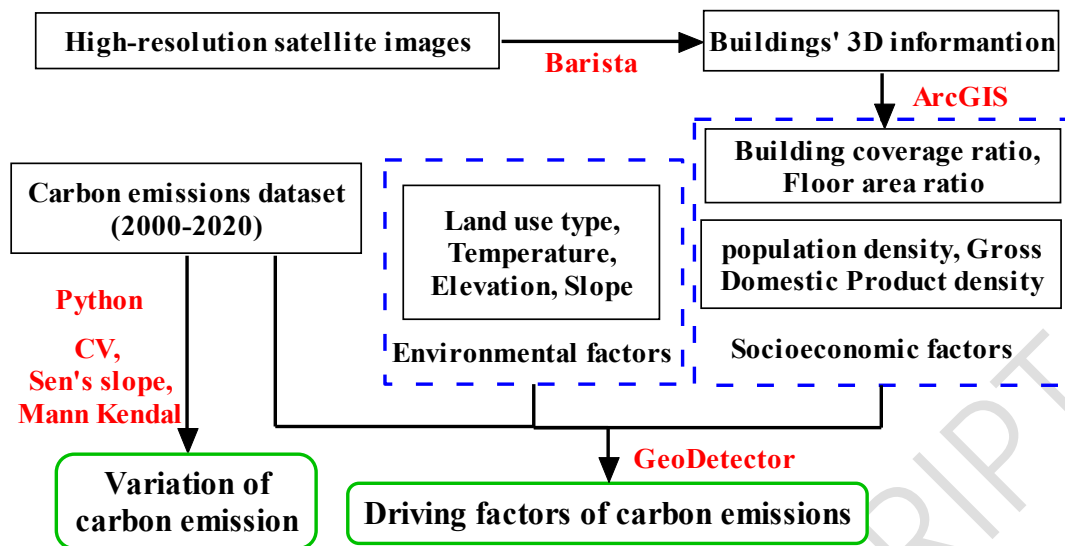 High-resolution satellite images
Buildings' 3D informantion
Barista
ArcGIS
Building coverage ratio,
Floor area ratio
Carbon emissions dataset
(2000-2020)
Land use type,
Temperature,
Elevation, Slope
population density, Gross
Domestic Product density
Python
CV,
Sen's slope,
Mann Kendal
Environmental factors
Socioeconomic factors
GeoDetector
Variation of
carbon emission
Driving factors of carbon emissions
RIPT